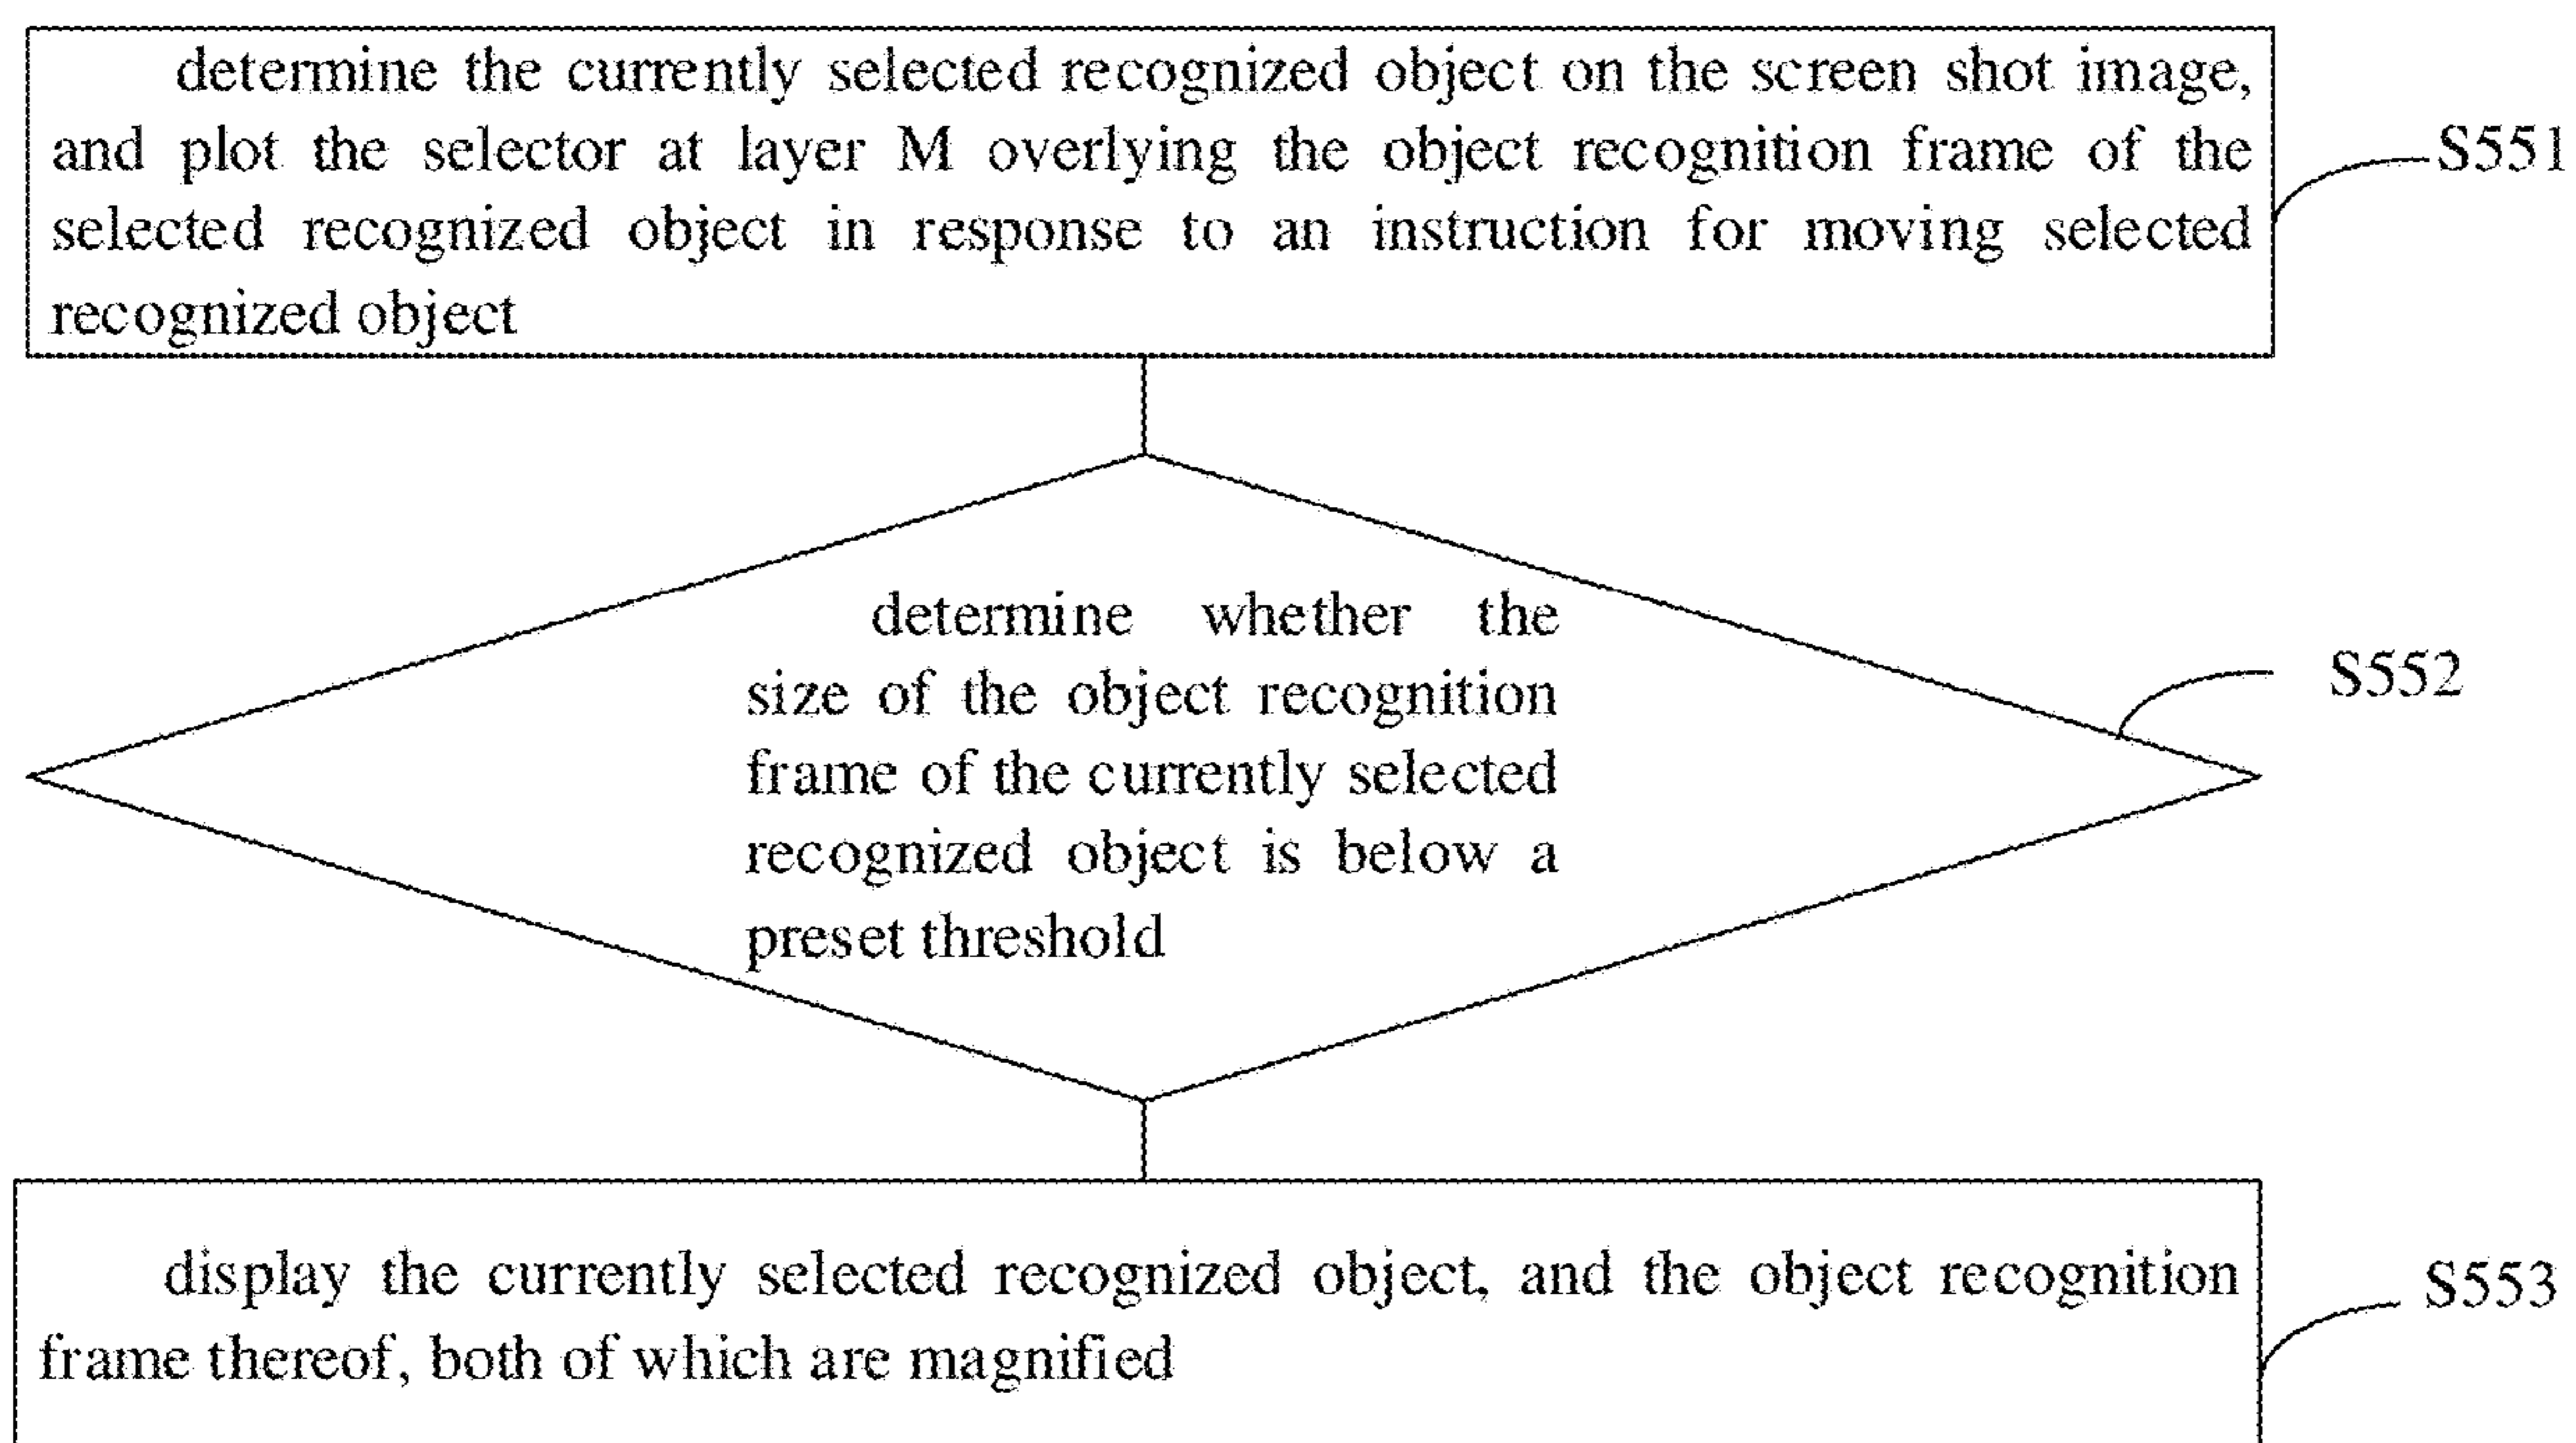 determine the currently selected recognized object on the screen shot image,
and plot the selector at layer M overlying the object recognition frame of the
selected recognized object in response to an instruction for moving selected
recognized object
S551
determine whether the
size of the object recognition
frame of the currently selected
recognized object is below a
preset threshold
S552
display the currently selected recognized object, and the object recognition
frame thereof, both of which are magnified
S553